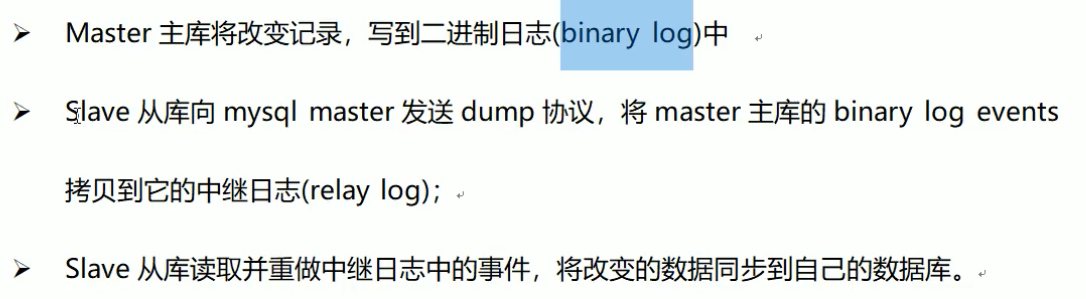 ➢ Master 主库将改变记录，写到二进制日志(binary log)中
➢ Slave 从库向 mysql master 发送 dump 协议，将 master 主库的 binary log events
拷贝到它的中继日志(relay log)；
➢ Slave 从库读取并重做中继日志中的事件，将改变的数据同步到自己的数据库。